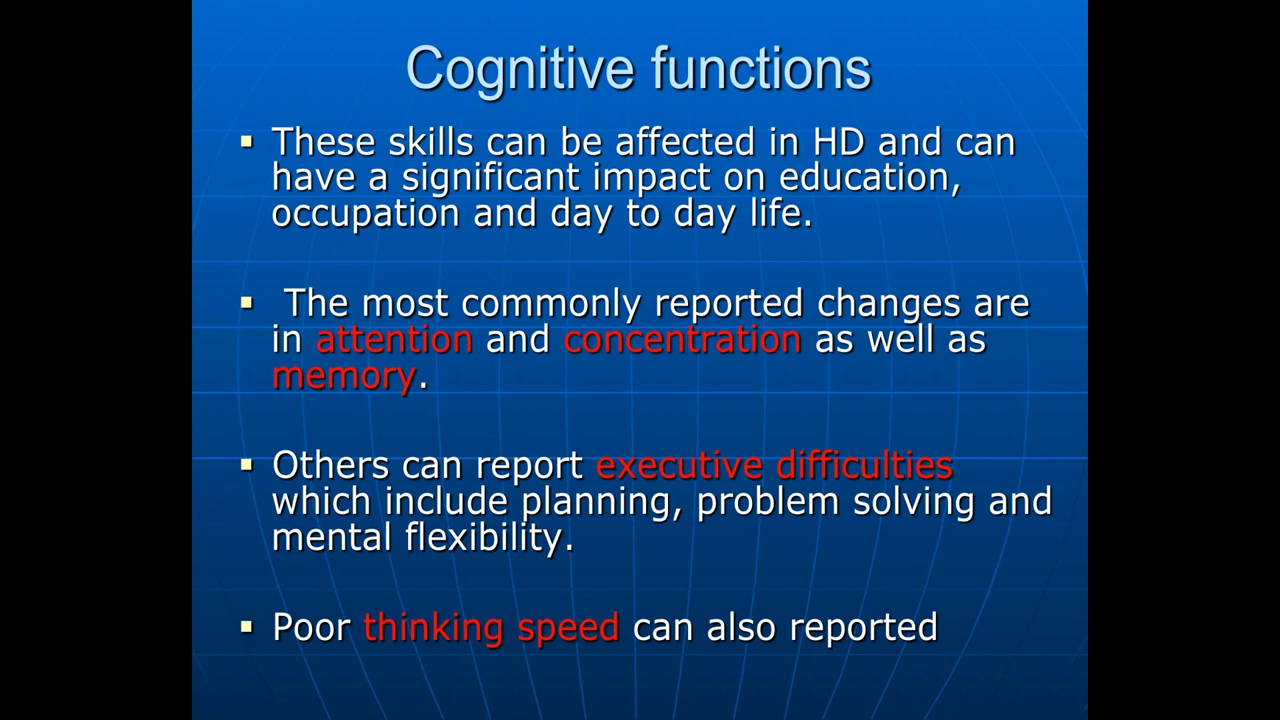 Cognitive functions
▪ These skills can be affected in HD and can
have a significant impact on education,
occupation and day to day life.
▪ The most commonly reported changes are
in attention and concentration as well as
memory.
▪ Others can report executive difficulties
which include planning, problem solving and
mental flexibility.
▪ Poor thinking speed can also reported